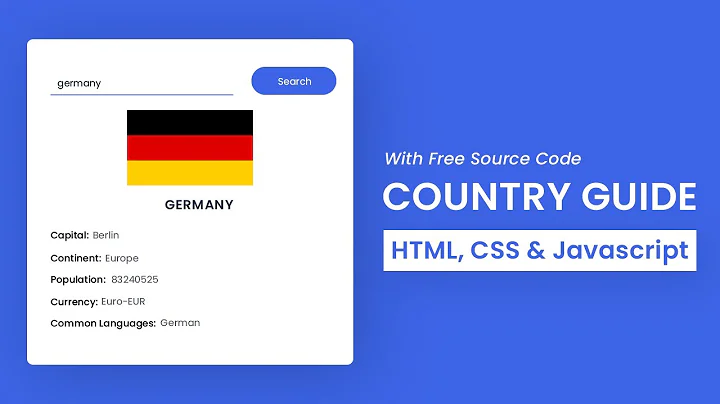 germany
Search
GERMANY
Capital: Berlin
Continent: Europe
Population: 83240525
Currency: Euro-EUR
Common Languages: German
With Free Source Code
COUNTRY GUIDE
HTML, CSS & Javascript